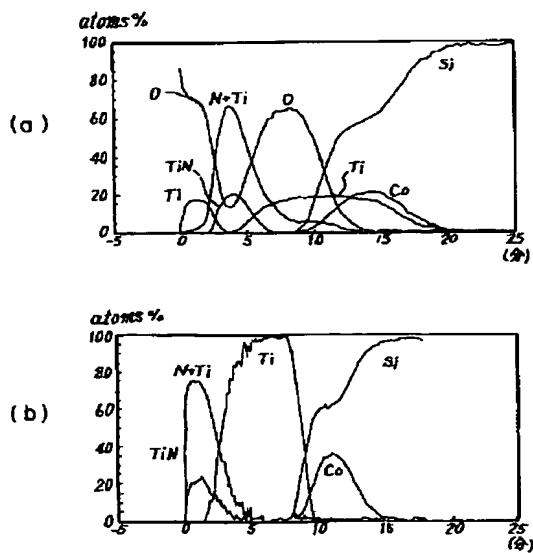 atoms%
100
80
60
40
20
0
(a)
O
N+Ti
O
Si
TiN
Ti
Ti
Co
-5 0 5 10 15 20 25
(分)
atoms%
100
80
60
40
20
0
(b)
N+Ti
Ti
Si
TiN
Co
-5 0 5 10 15 20 25
(分)